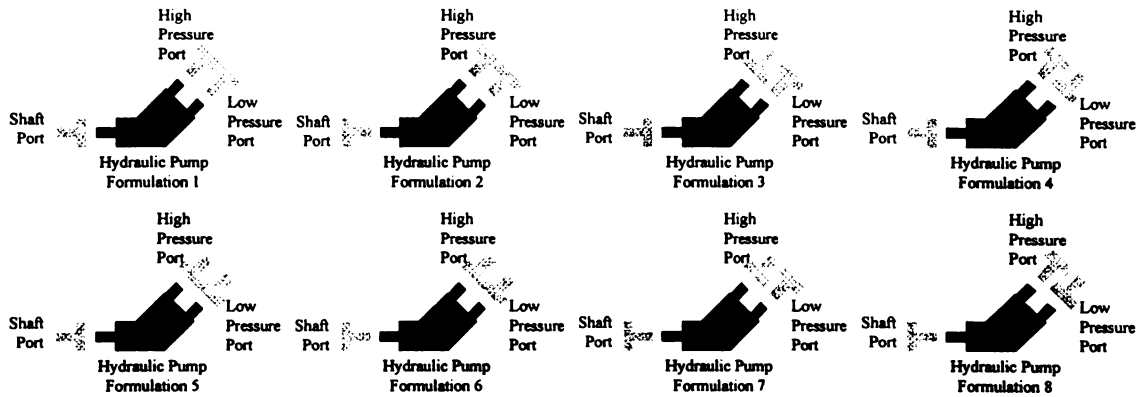 High
Pressure
Port
Shaft
Port
Low
Pressure
Port
Hydraulic Pump
Formulation 1
High
Pressure
Port
Shaft
Port
Low
Pressure
Port
Hydraulic Pump
Formulation 2
High
Pressure
Port
Shaft
Port
Low
Pressure
Port
Hydraulic Pump
Formulation 3
High
Pressure
Port
Shaft
Port
Low
Pressure
Port
Hydraulic Pump
Formulation 4
High
Pressure
Port
Shaft
Port
Low
Pressure
Port
Hydraulic Pump
Formulation 5
High
Pressure
Port
Shaft
Port
Low
Pressure
Port
Hydraulic Pump
Formulation 6
High
Pressure
Port
Shaft
Port
Low
Pressure
Port
Hydraulic Pump
Formulation 7
High
Pressure
Port
Shaft
Port
Low
Pressure
Port
Hydraulic Pump
Formulation 8